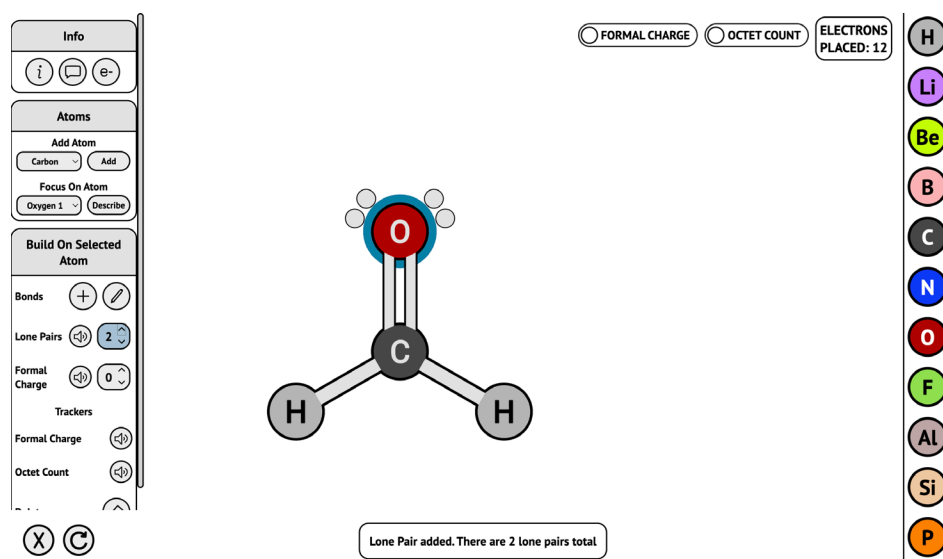 Info
i
e-
Atoms
Add Atom
Carbon
Add
Focus On Atom
Oxygen 1
Describe
Build On Selected
Atom
Bonds
Lone Pairs
2
Formal
Charge
0
Trackers
Formal Charge
Octet Count
X
FORMAL CHARGE
OCTET COUNT
ELECTRONS
PLACED: 12
O
C
H
H
Lone Pair added. There are 2 lone pairs total
H
Li
Be
B
C
N
O
F
Al
Si
P